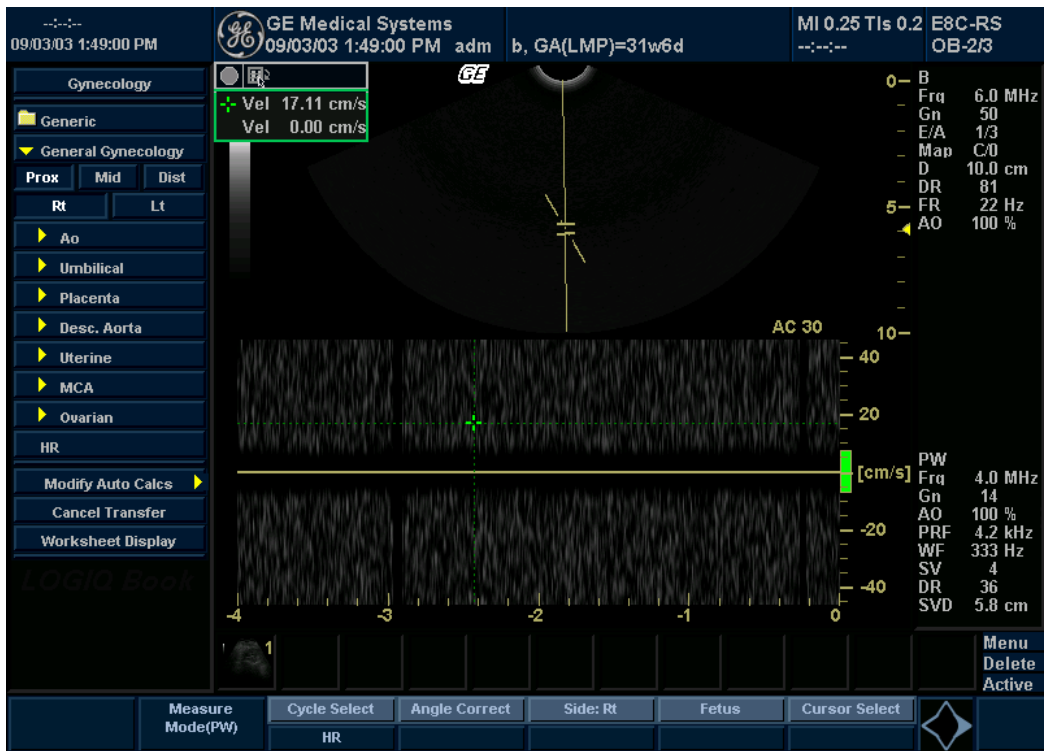 --:--:--
09/03/03 1:49:00 PM
GE Medical Systems
09/03/03 1:49:00 PM adm b, GA(LMP)=31w6d
MI 0.25 TIs 0.2
--:--:--
E8C-RS
OB-2/3
Gynecology
Generic
General Gynecology
Prox Mid Dist
Rt Lt
Ao
Umbilical
Placenta
Desc. Aorta
Uterine
MCA
Ovarian
HR
Modify Auto Calcs
Cancel Transfer
Worksheet Display
LOGIQ Book
Vel 17.11 cm/s
Vel 0.00 cm/s
GE
0
5
10
AC 30
40
20
[cm/s]
-20
-40
-4 -3 -2 -1 0
B
Frq 6.0 MHz
Gn 50
E/A 1/3
Map C/0
D 10.0 cm
DR 81
FR 22 Hz
AO 100 %
PW
Frq 4.0 MHz
Gn 14
AO 100 %
PRF 4.2 kHz
WF 333 Hz
SV 4
DR 36
SVD 5.8 cm
1
Menu
Delete
Active
Measure
Mode(PW)
Cycle Select Angle Correct Side: Rt Fetus Cursor Select
HR